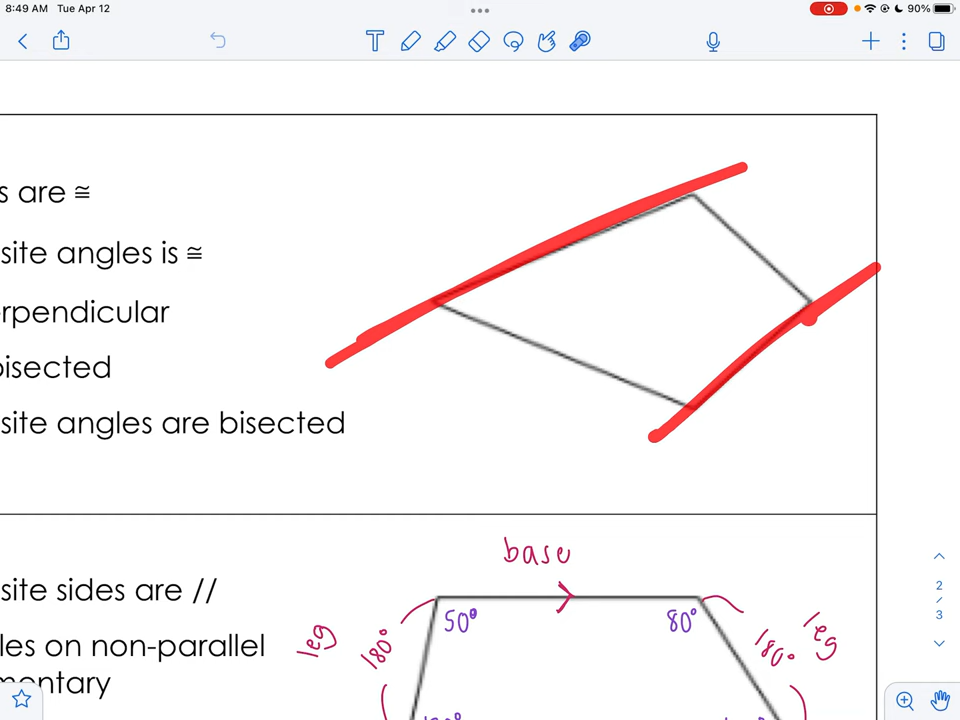 8:49 AM Tue Apr 12
90%
s are ≅
site angles is ≅
rpendicular
bisected
site angles are bisected
base
site sides are //
50° 80°
les on non-parallel
leg 180° 180° leg
mentary
2
/
3